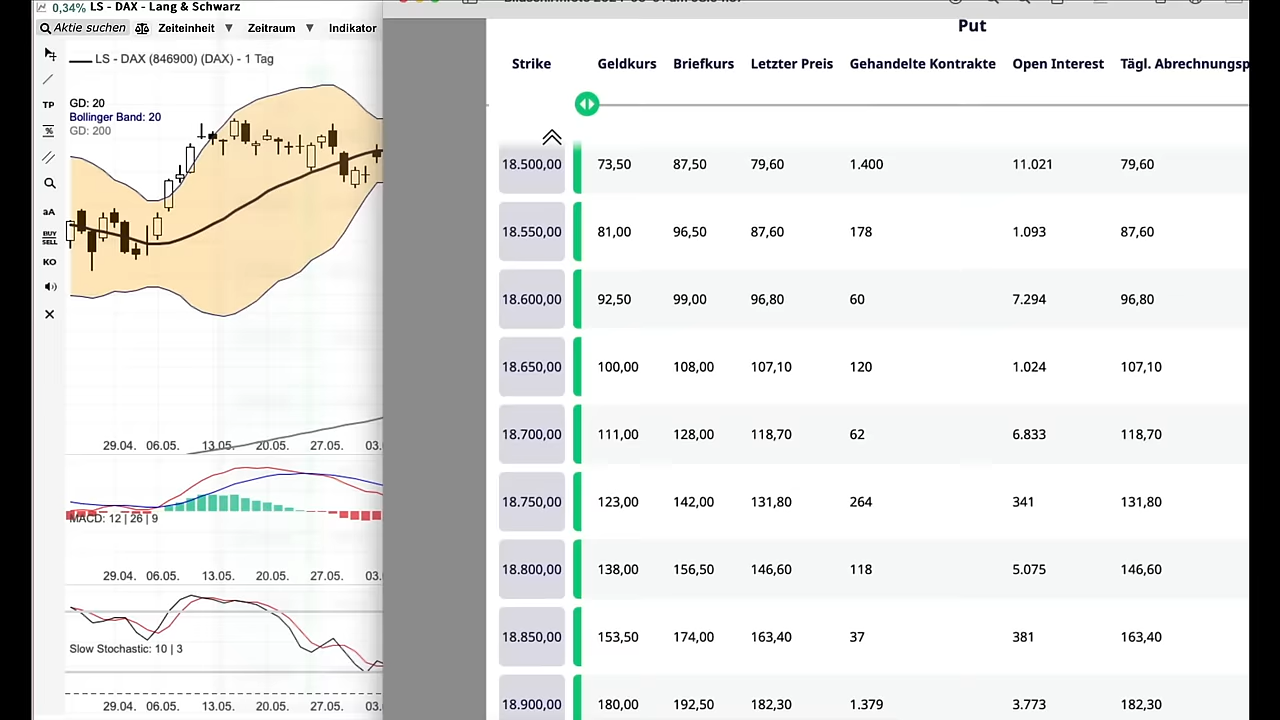 0,34% LS - DAX - Lang & Schwarz
Aktie suchen Zeiteinheit ▼ Zeitraum ▼ Indikator
LS - DAX (846900) (DAX) - 1 Tag
GD: 20
Bollinger Band: 20
GD: 200
TP
%
aA
BUY
SELL
KO
29.04. 06.05. 13.05. 20.05. 27.05. 03.
MACD: 12 | 26 | 9
29.04. 06.05. 13.05. 20.05. 27.05. 03.
Slow Stochastic: 10 | 3
29.04. 06.05. 13.05. 20.05. 27.05. 03.
Put
Strike Geldkurs Briefkurs Letzter Preis Gehandelte Kontrakte Open Interest Tägl. Abrechnungsp
18.500,00 73,50 87,50 79,60 1.400 11.021 79,60
18.550,00 81,00 96,50 87,60 178 1.093 87,60
18.600,00 92,50 99,00 96,80 60 7.294 96,80
18.650,00 100,00 108,00 107,10 120 1.024 107,10
18.700,00 111,00 128,00 118,70 62 6.833 118,70
18.750,00 123,00 142,00 131,80 264 341 131,80
18.800,00 138,00 156,50 146,60 118 5.075 146,60
18.850,00 153,50 174,00 163,40 37 381 163,40
18.900,00 180,00 192,50 182,30 1.379 3.773 182,30